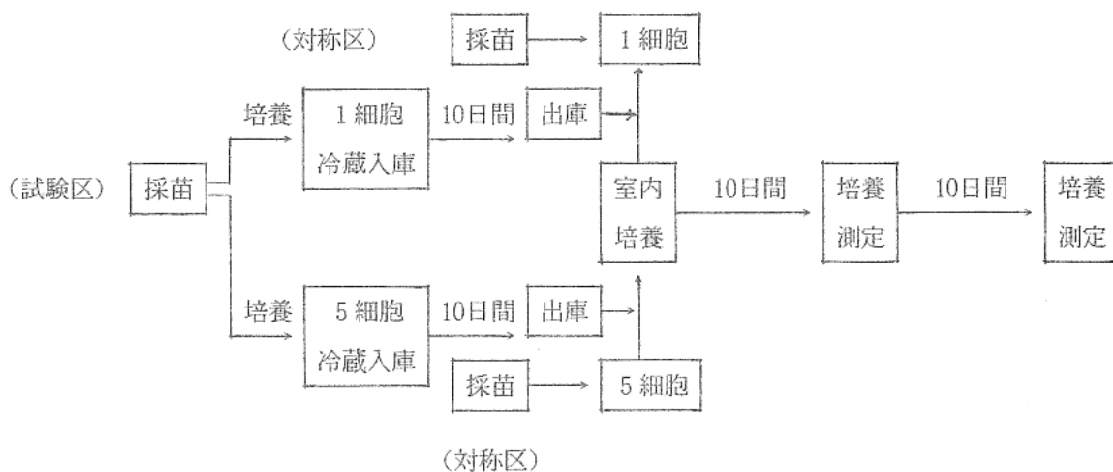 (対称区) 採苗 1細胞
培養 1細胞 冷蔵入庫 10日間 出庫
(試験区) 採苗 室内 培養 10日間 培養 測定 10日間 培養 測定
培養 5細胞 冷蔵入庫 10日間 出庫
採苗 5細胞
(対称区)